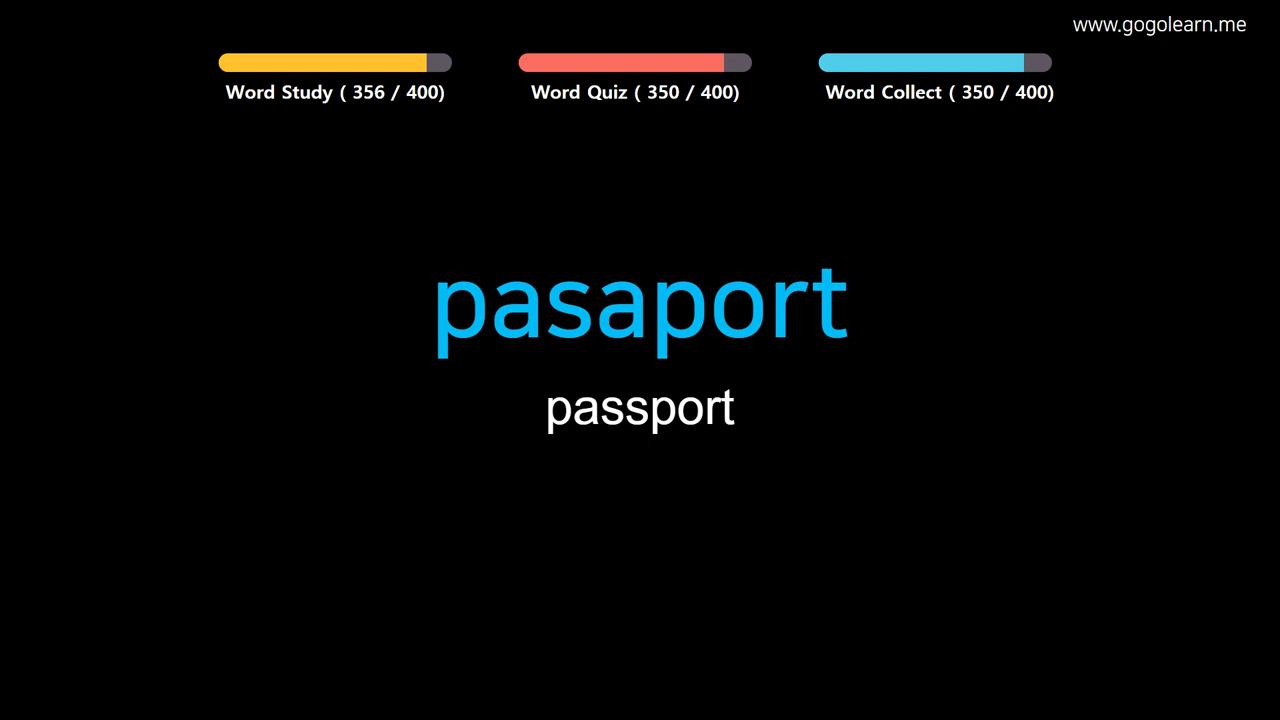 www.gogolearn.me
Word Study ( 356 / 400)
Word Quiz ( 350 / 400)
Word Collect ( 350 / 400)
pasaport
passport